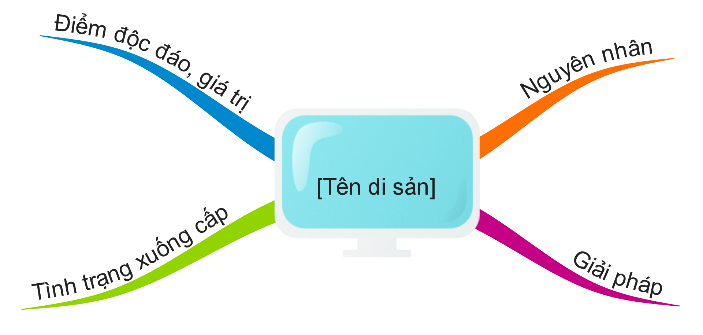 Điểm độc đáo, giá trị
Nguyên nhân
[Tên di sản]
Tình trạng xuống cấp
Giải pháp